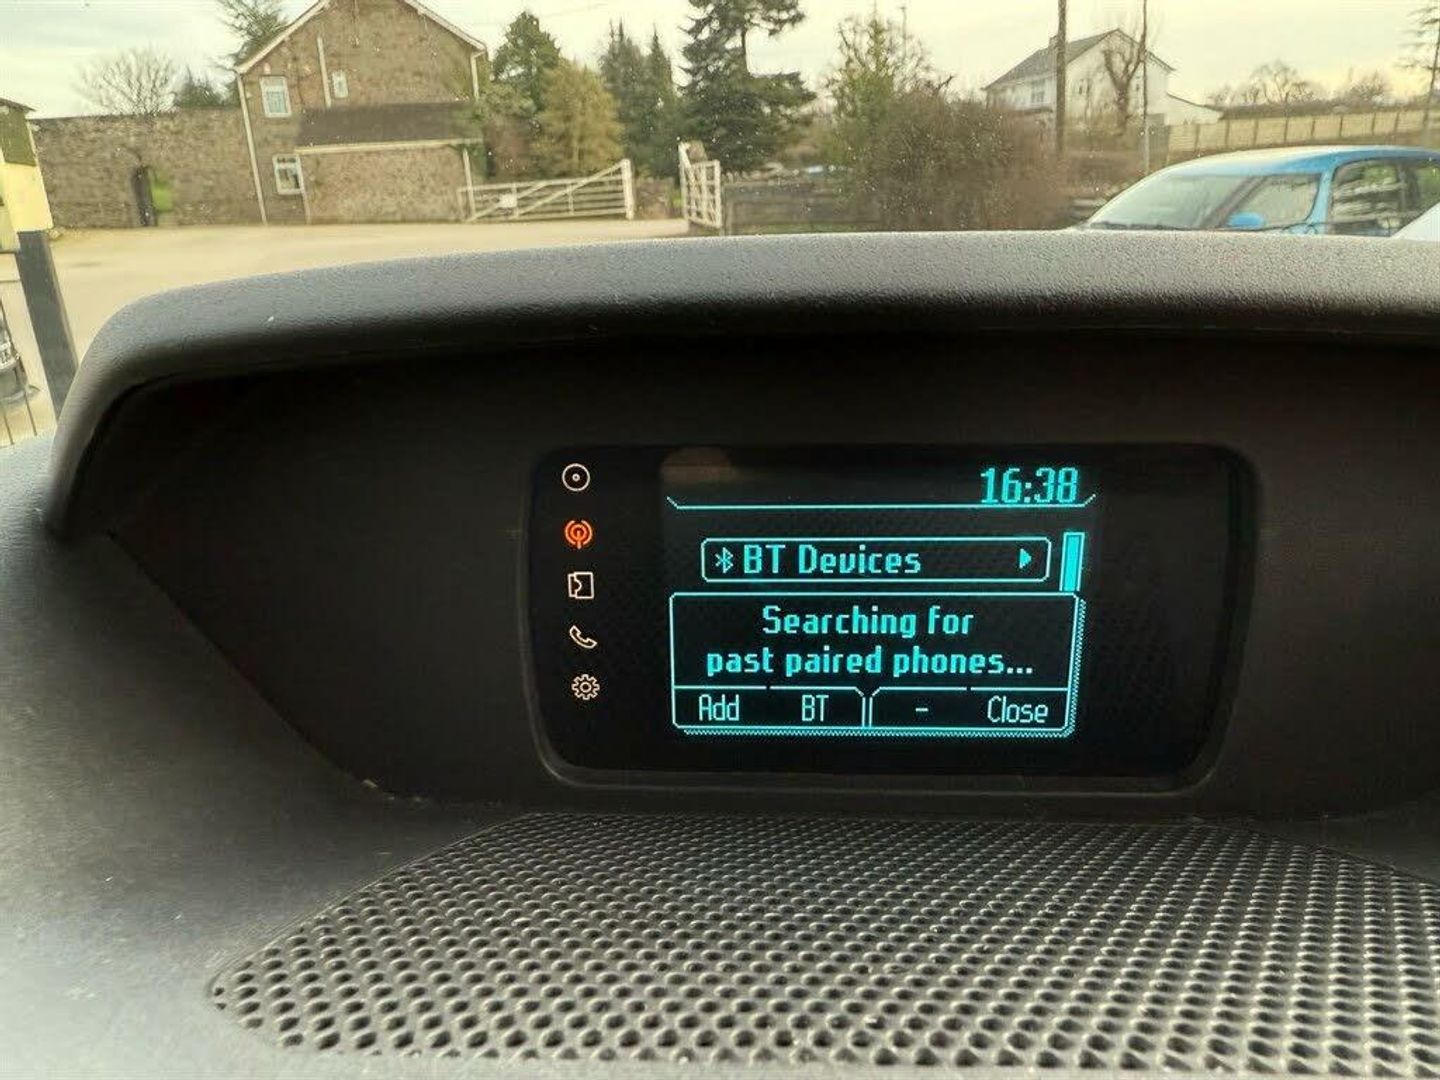 16:38
BT Devices
Searching for
past paired phones...
Add BT - Close